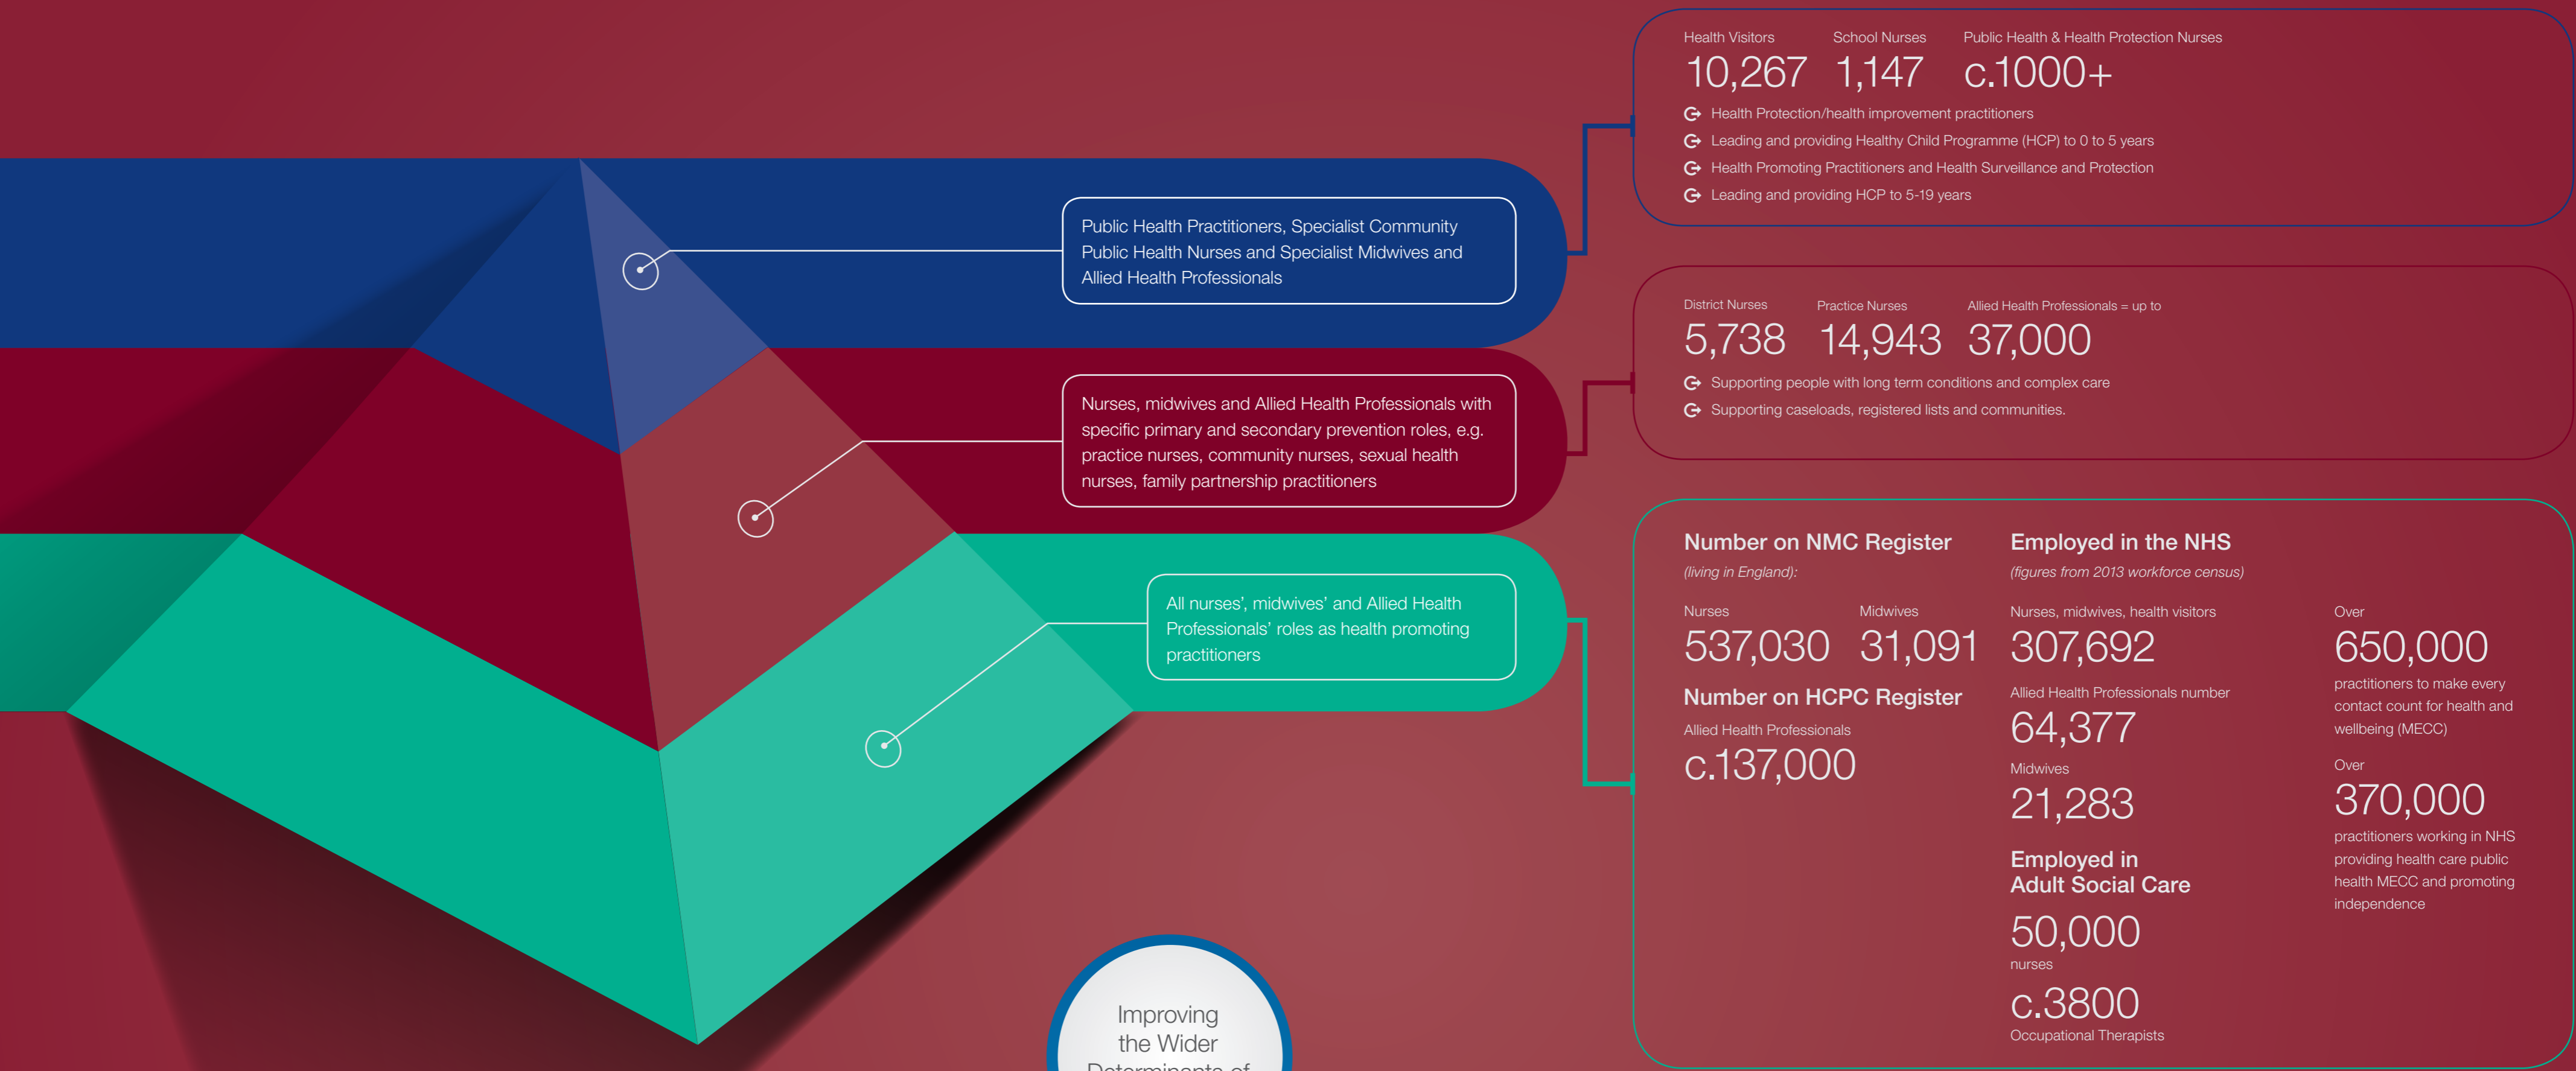 Public Health Practitioners, Specialist Community
Public Health Nurses and Specialist Midwives and
Allied Health Professionals
Nurses, midwives and Allied Health Professionals with
specific primary and secondary prevention roles, e.g.
practice nurses, community nurses, sexual health
nurses, family partnership practitioners
All nurses’, midwives’ and Allied Health
Professionals’ roles as health promoting
practitioners
Health Visitors
10,267
School Nurses
1,147
Public Health & Health Protection Nurses
c.1000+
Health Protection/health improvement practitioners
Leading and providing Healthy Child Programme (HCP) to 0 to 5 years
Health Promoting Practitioners and Health Surveillance and Protection
Leading and providing HCP to 5-19 years
District Nurses
5,738
Practice Nurses
14,943
Allied Health Professionals = up to
37,000
Supporting people with long term conditions and complex care
Supporting caseloads, registered lists and communities.
Number on NMC Register
(living in England):
Nurses
537,030
Midwives
31,091
Number on HCPC Register
Allied Health Professionals
c.137,000
Employed in the NHS
(figures from 2013 workforce census)
Nurses, midwives, health visitors
307,692
Allied Health Professionals number
64,377
Midwives
21,283
Employed in
Adult Social Care
50,000
nurses
c.3800
Occupational Therapists
Over
650,000
practitioners to make every
contact count for health and
wellbeing (MECC)
Over
370,000
practitioners working in NHS
providing health care public
health MECC and promoting
independence
Improving
the Wider
Determinants of